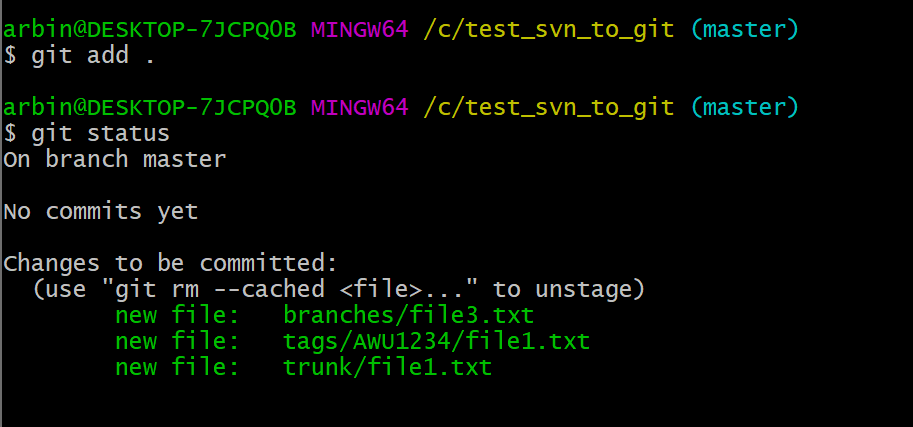 arbin@DESKTOP-7JCPQ0B MINGW64 /c/test_svn_to_git (master)
$ git add .
arbin@DESKTOP-7JCPQ0B MINGW64 /c/test_svn_to_git (master)
$ git status
On branch master
No commits yet
Changes to be committed:
(use "git rm --cached <file>..." to unstage)
new file: branches/file3.txt
new file: tags/AWU1234/file1.txt
new file: trunk/file1.txt